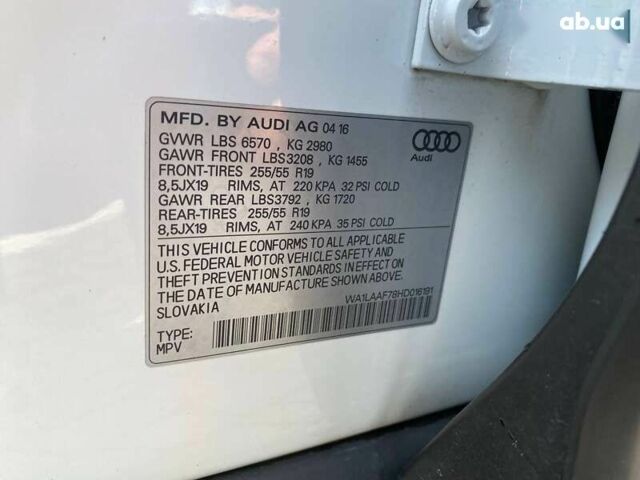 ab.ua
MFD. BY AUDI AG 04 16
GVWR LBS 6570 , KG 2980
GAWR FRONT LBS3208 , KG 1455
FRONT-TIRES 255/55 R19
8,5JX19 RIMS, AT 220 KPA 32 PSI COLD
GAWR REAR LBS3792 , KG 1720
REAR-TIRES 255/55 R19
8,5JX19 RIMS, AT 240 KPA 35 PSI COLD
Audi
THIS VEHICLE CONFORMS TO ALL APPLICABLE
U.S. FEDERAL MOTOR VEHICLE SAFETY AND
THEFT PREVENTION STANDARDS IN EFFECT ON
THE DATE OF MANUFACTURE SHOWN ABOVE.
SLOVAKIA
WA1LAAF78HD016191
TYPE:
MPV